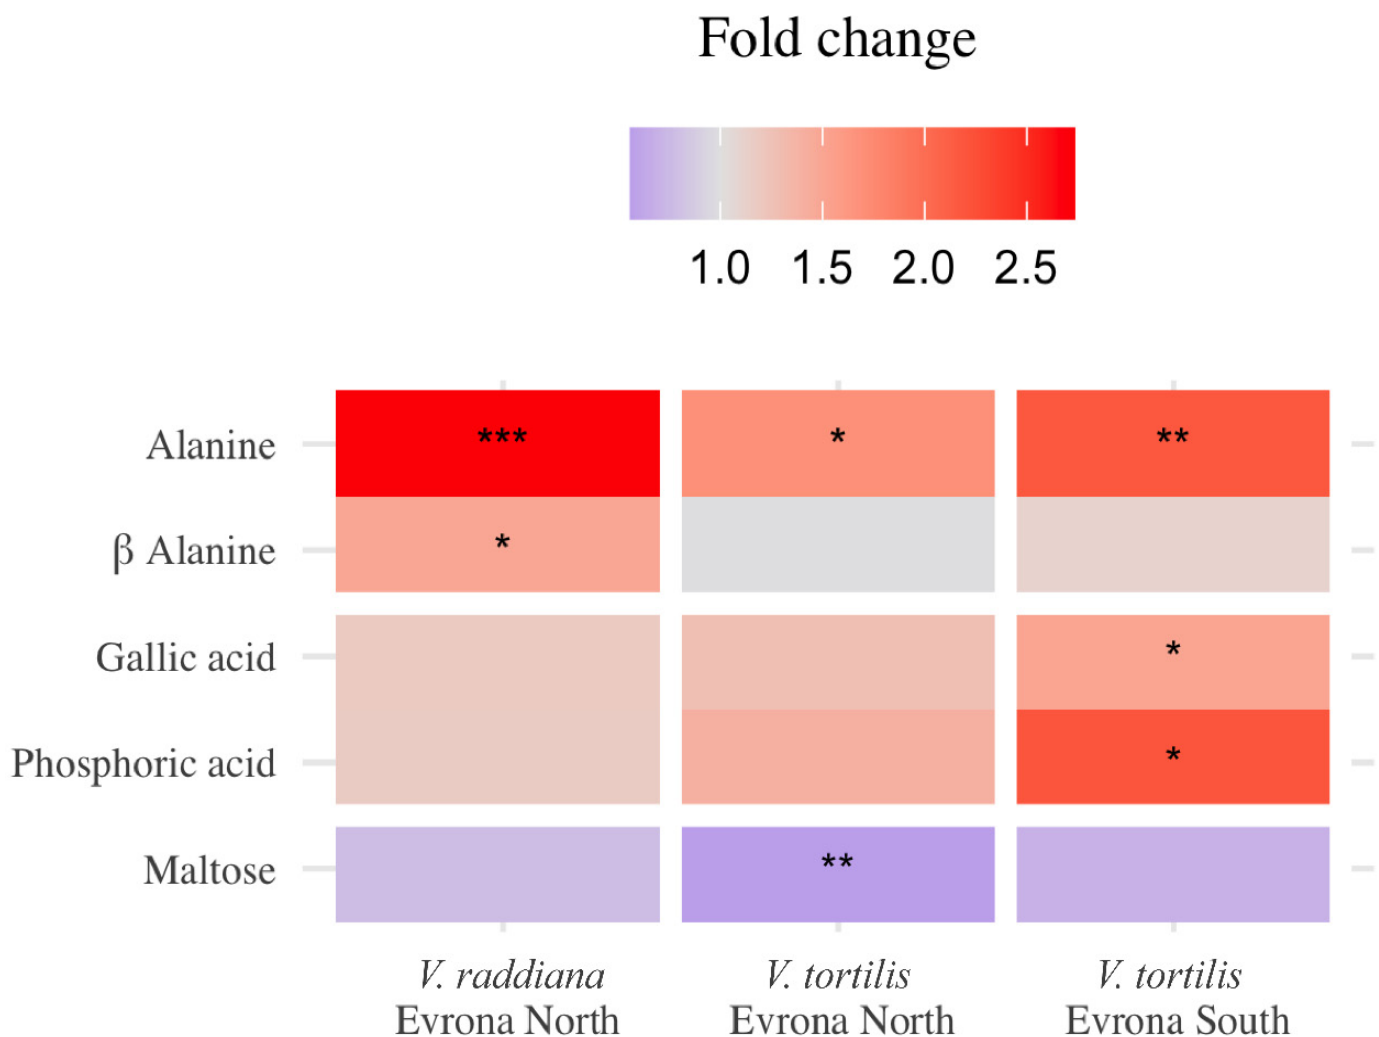 Fold change
1.0 1.5 2.0 2.5
Alanine *** * **
β Alanine *
Gallic acid *
Phosphoric acid *
Maltose **
V. raddiana V. tortilis V. tortilis
Evrona North Evrona North Evrona South